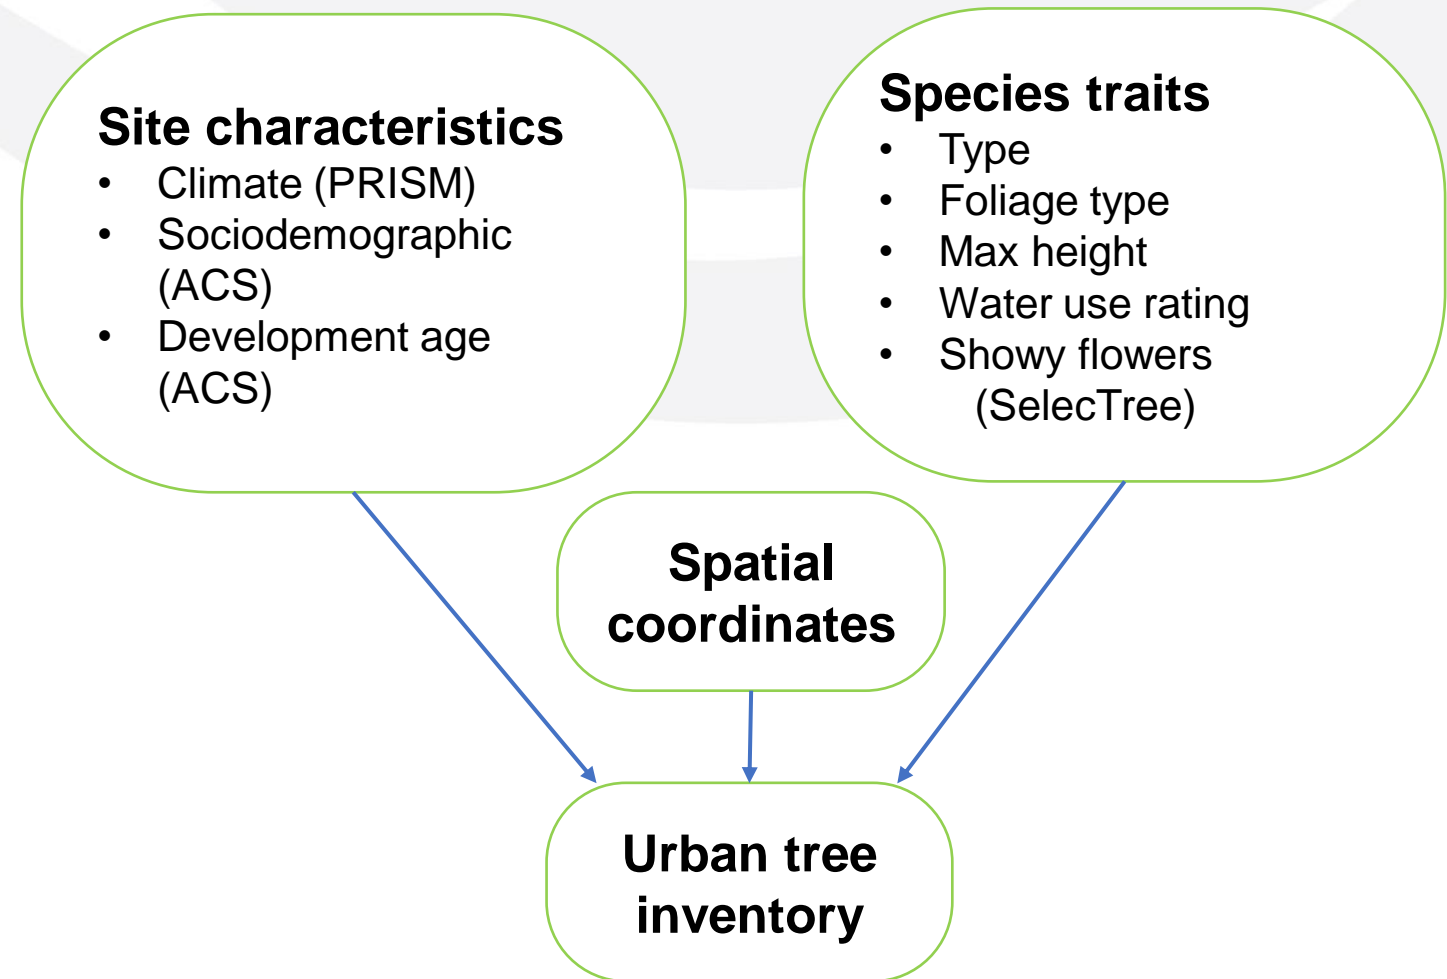 Site characteristics
• Climate (PRISM)
• Sociodemographic
(ACS)
• Development age
(ACS)
Species traits
• Type
• Foliage type
• Max height
• Water use rating
• Showy flowers
(SelecTree)
Spatial
coordinates
Urban tree
inventory